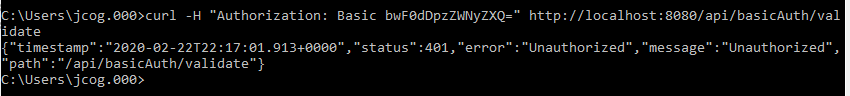 C:\Users\jcog.000>curl -H "Authorization: Basic bwF0dDpzZWNyZXQ=" http://localhost:8080/api/basicAuth/val
idate
{"timestamp":"2020-02-22T22:17:01.913+0000","status":401,"error":"Unauthorized","message":"Unauthorized",
"path":"/api/basicAuth/validate"}
C:\Users\jcog.000>